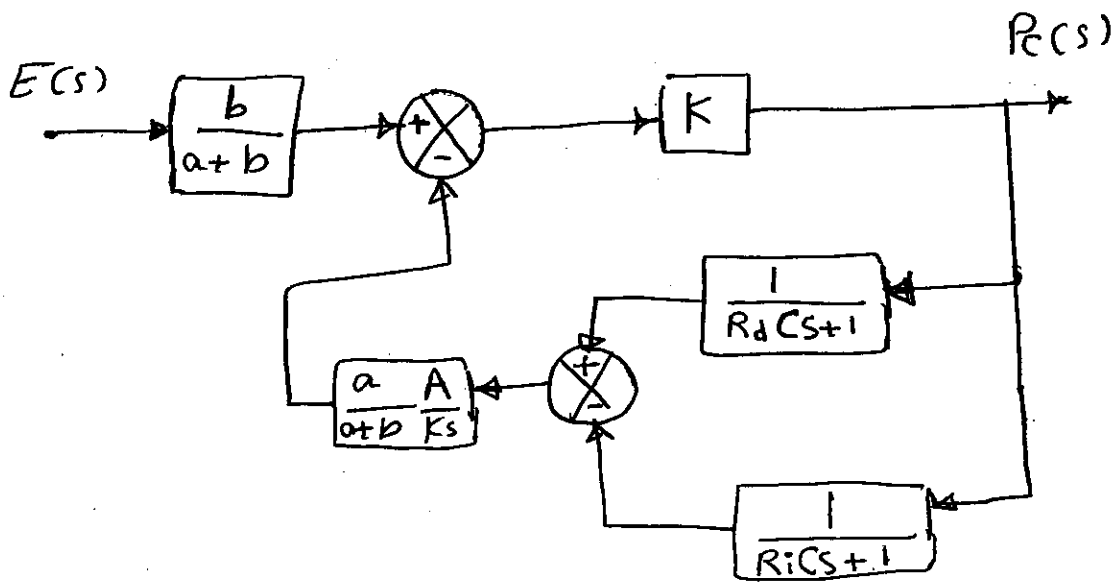 E(s)
Pc(s)
b
a+b
+
-
K
1
RdCS+1
+
-
a A
a+b Ks
1
RiCS+1